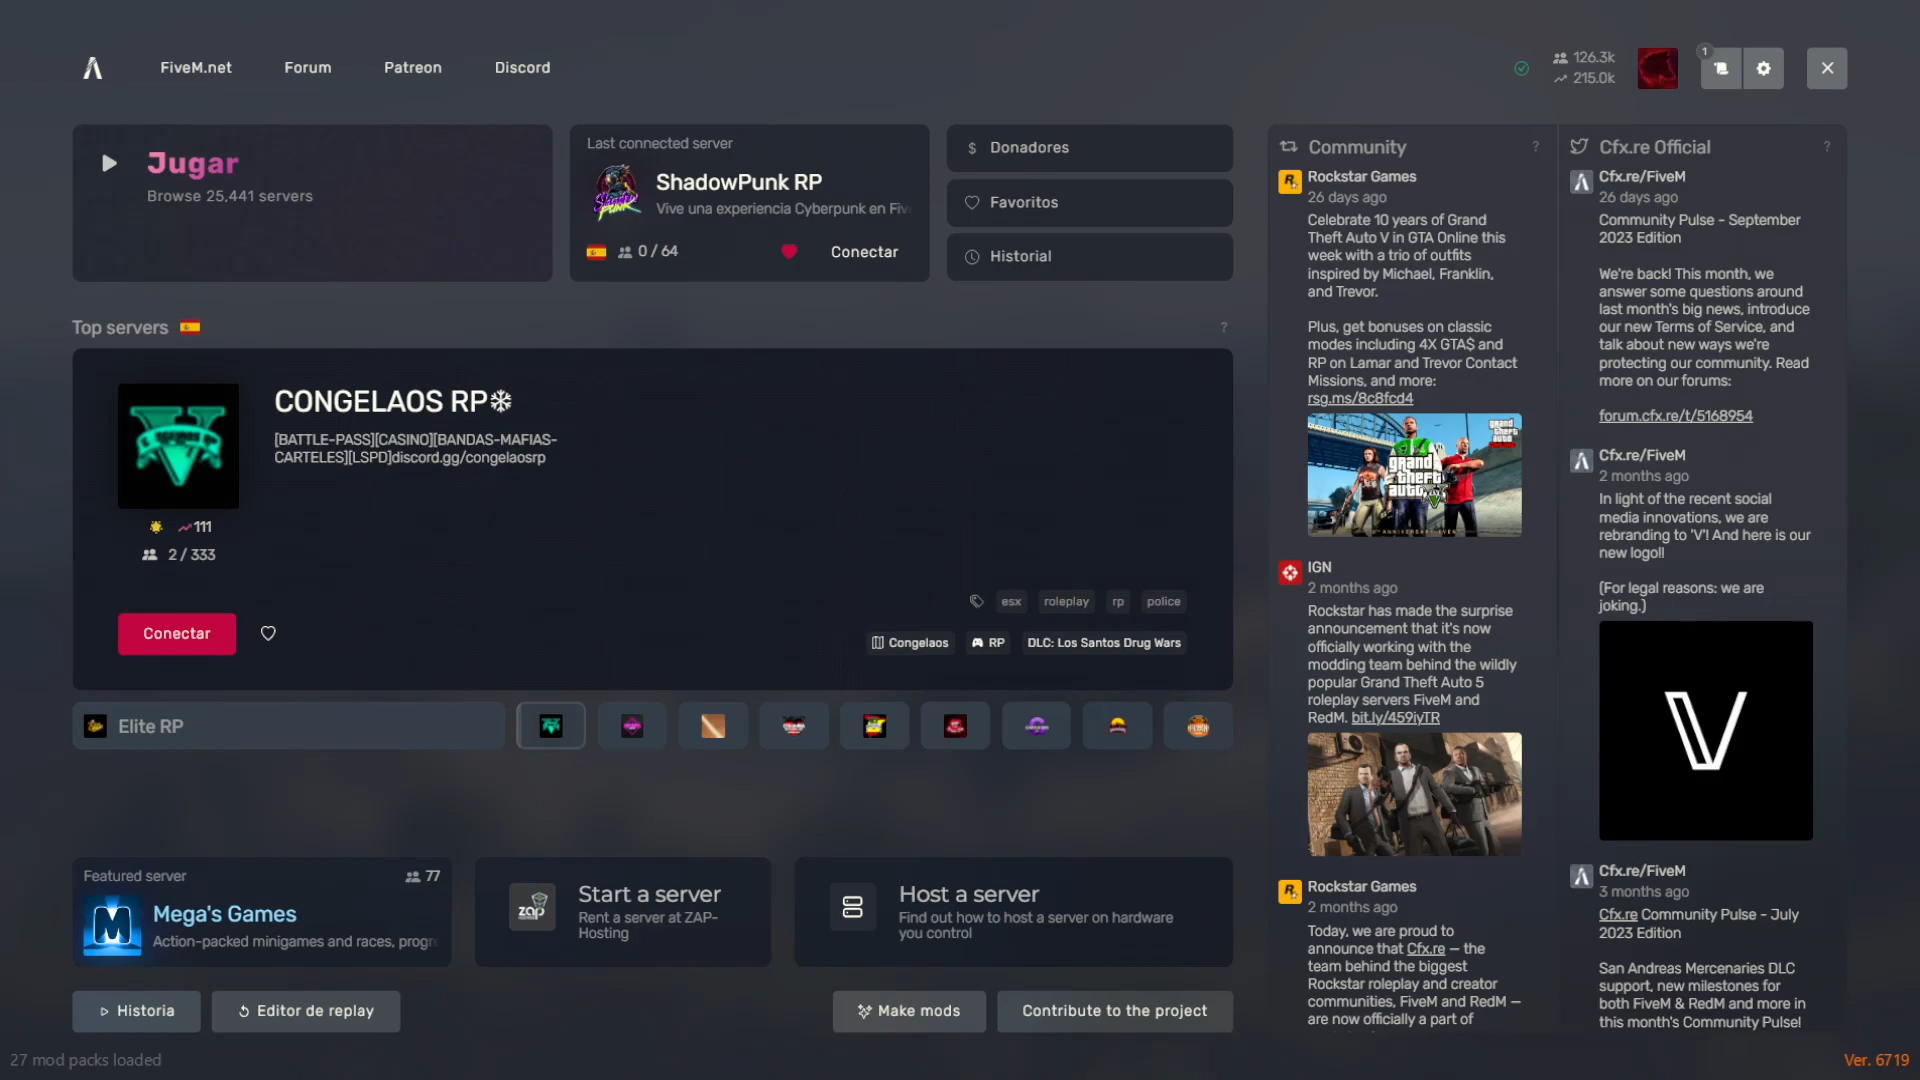 FiveM.net
Forum
Patreon
Discord
126.3k
215.0k
1
Jugar
Browse 25,441 servers
Last connected server
ShadowPunk RP
Vive una experiencia Cyberpunk en Fiv
0 / 64
Conectar
$ Donadores
Favoritos
Historial
Top servers
?
CONGELAOS RP❄
[BATTLE-PASS][CASINO][BANDAS-MAFIAS-
CARTELES][LSPD]discord.gg/congelaosrp
111
2 / 333
Conectar
esx
roleplay
rp
police
Congelaos
RP
DLC: Los Santos Drug Wars
Elite RP
Featured server
77
Mega's Games
Action-packed minigames and races, progr
zap
Start a server
Rent a server at ZAP-
Hosting
Host a server
Find out how to host a server on hardware
you control
Historia
Editor de replay
Make mods
Contribute to the project
27 mod packs loaded
Community
?
Rockstar Games
26 days ago
Celebrate 10 years of Grand
Theft Auto V in GTA Online this
week with a trio of outfits
inspired by Michael, Franklin,
and Trevor.
Plus, get bonuses on classic
modes including 4X GTA$ and
RP on Lamar and Trevor Contact
Missions, and more:
rsg.ms/8c8fcd4
grand
theft
auto
IGN
2 months ago
Rockstar has made the surprise
announcement that it's now
officially working with the
modding team behind the wildly
popular Grand Theft Auto 5
roleplay servers FiveM and
RedM. bit.ly/459iyTR
Rockstar Games
2 months ago
Today, we are proud to
announce that Cfx.re — the
team behind the biggest
Rockstar roleplay and creator
communities, FiveM and RedM —
are now officially a part of
Cfx.re Official
?
Cfx.re/FiveM
26 days ago
Community Pulse - September
2023 Edition
We're back! This month, we
answer some questions around
last month's big news, introduce
our new Terms of Service, and
talk about new ways we're
protecting our community. Read
more on our forums:
forum.cfx.re/t/5168954
Cfx.re/FiveM
2 months ago
In light of the recent social
media innovations, we are
rebranding to 'V'! And here is our
new logo!!
(For legal reasons: we are
joking.)
V
Cfx.re/FiveM
3 months ago
Cfx.re Community Pulse - July
2023 Edition
San Andreas Mercenaries DLC
support, new milestones for
both FiveM & RedM and more in
this month's Community Pulse!
Ver. 6719